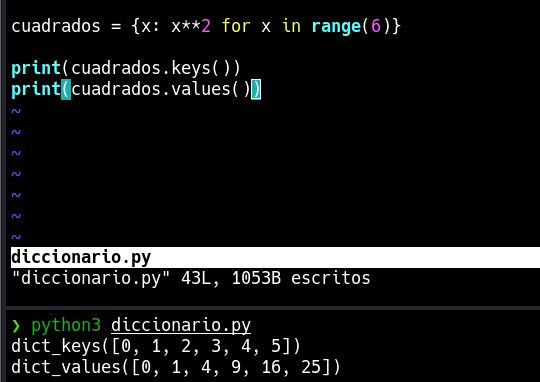 cuadrados = {x: x**2 for x in range(6)}
print(cuadrados.keys())
print(cuadrados.values())
~
~
~
~
~
~
~
diccionario.py
"diccionario.py" 43L, 1053B escritos
❯ python3 diccionario.py
dict_keys([0, 1, 2, 3, 4, 5])
dict_values([0, 1, 4, 9, 16, 25])